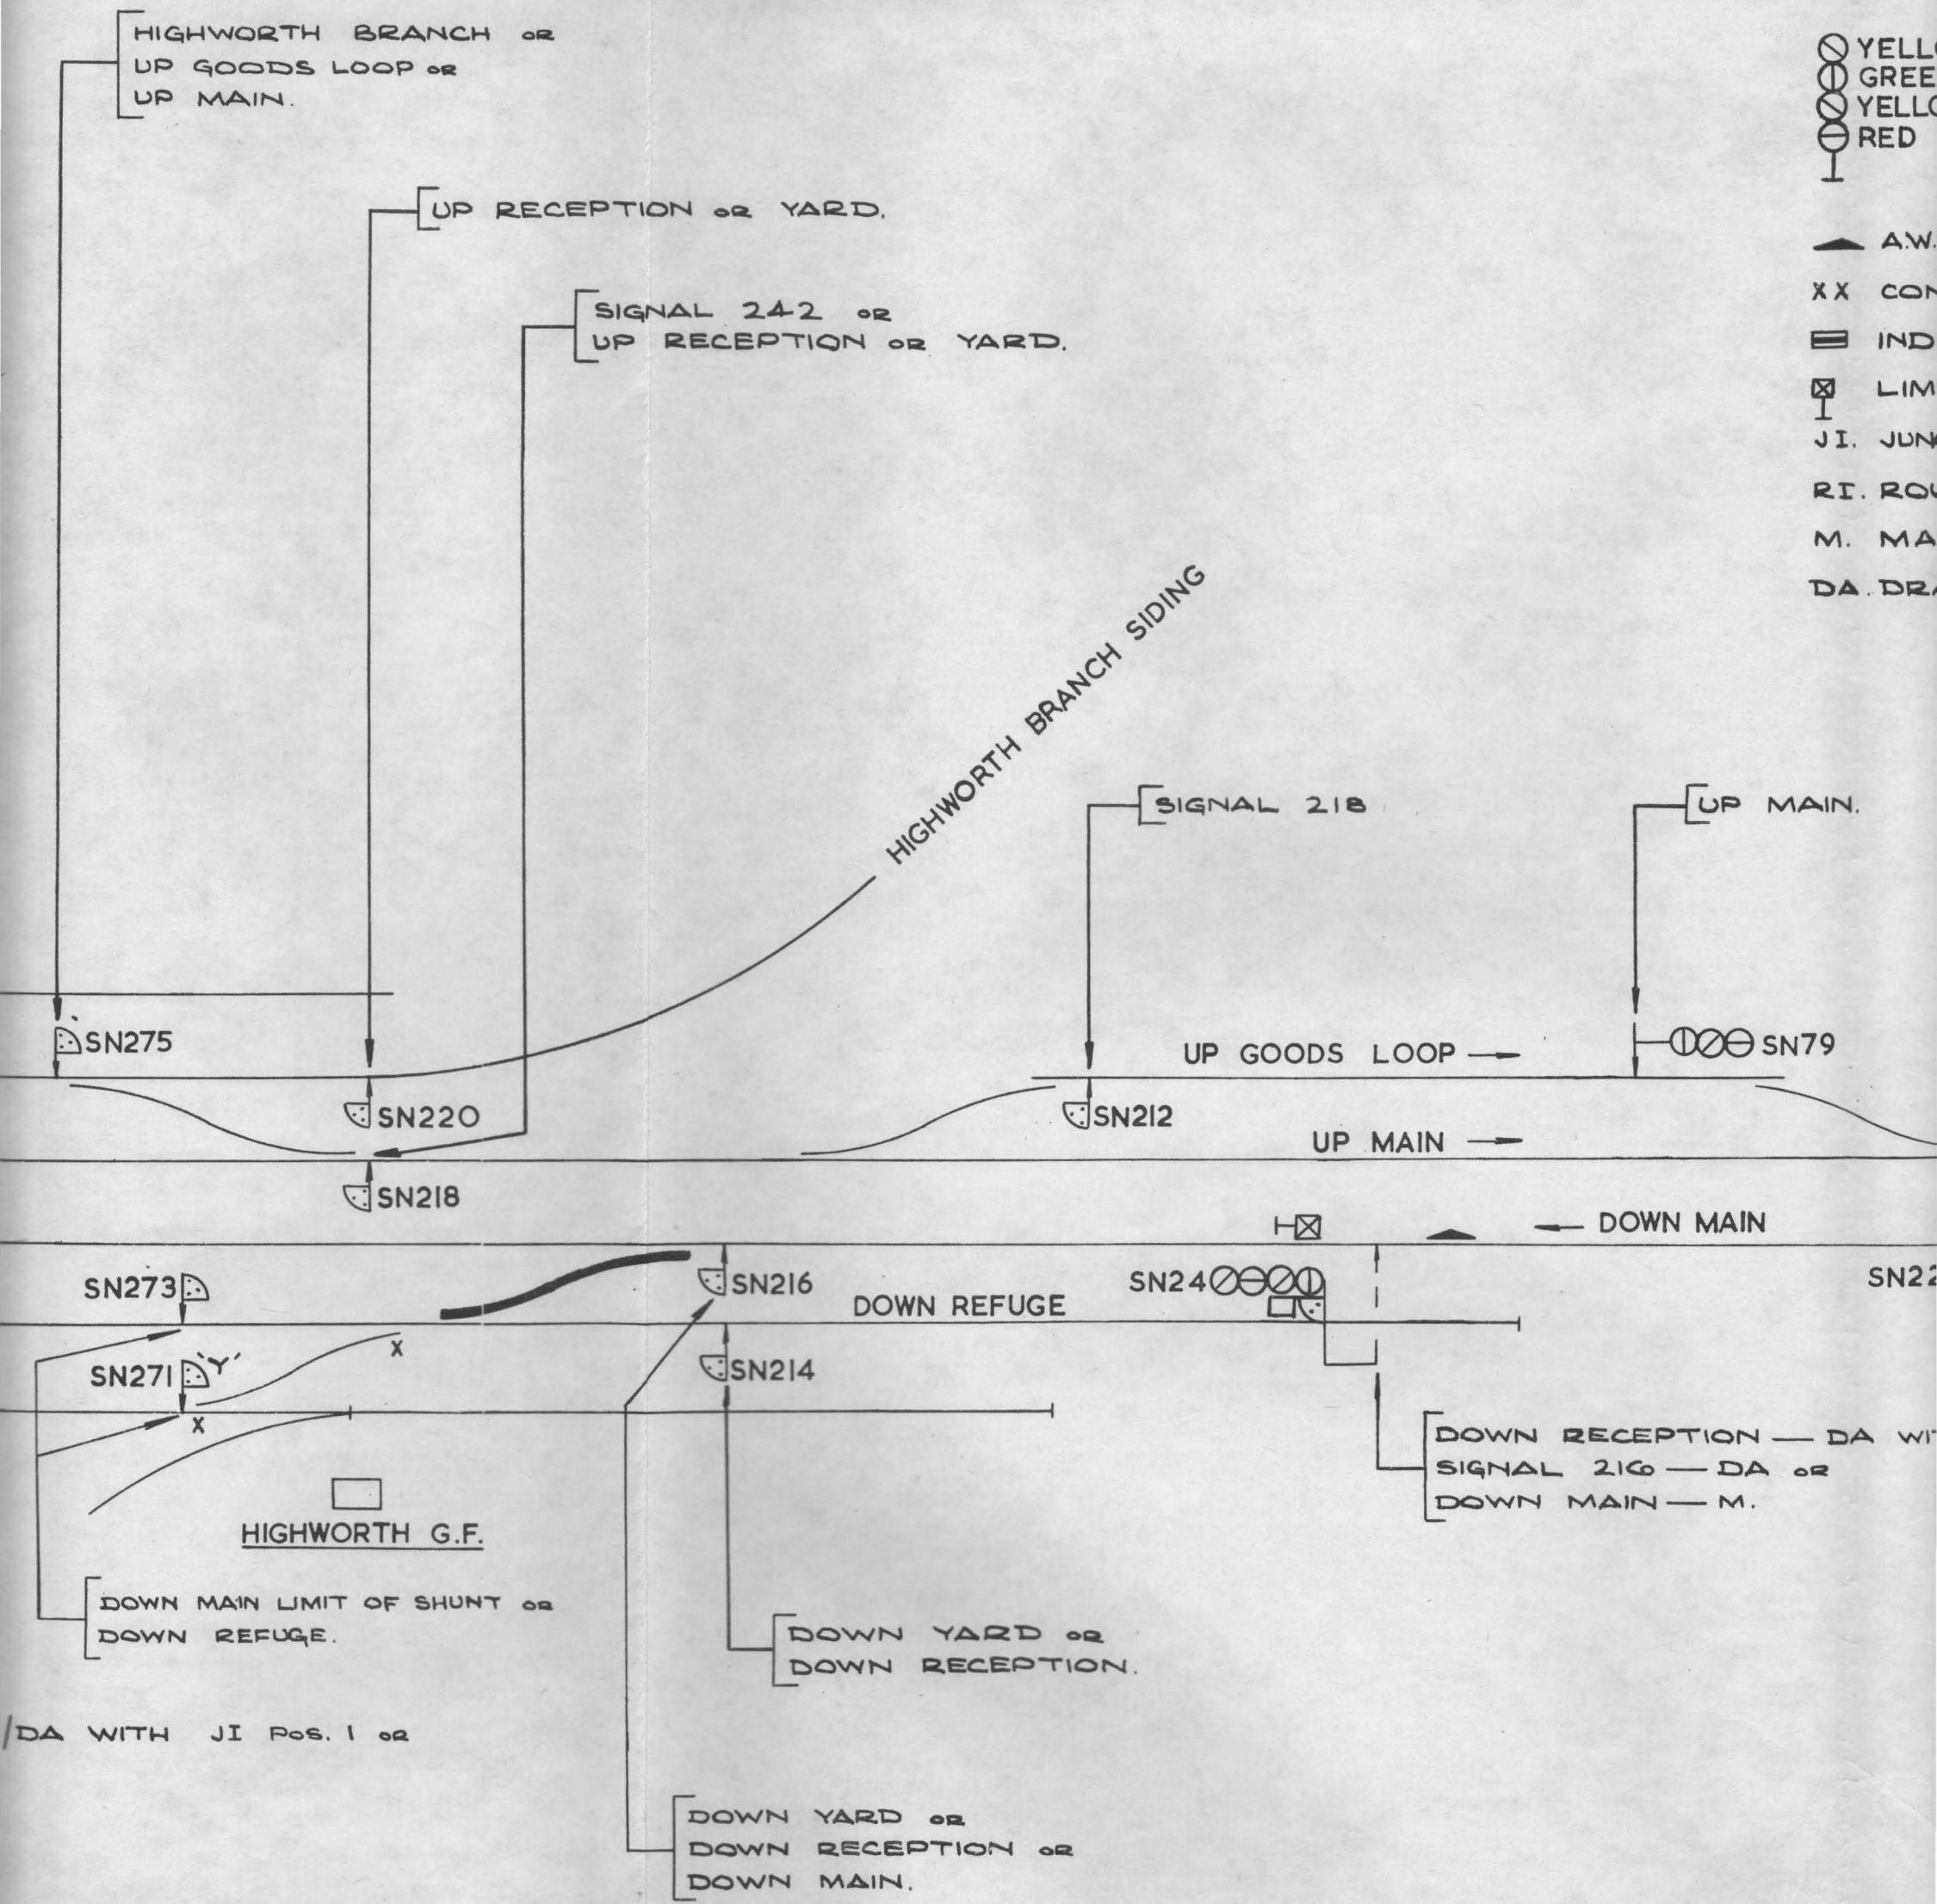 HIGHWORTH BRANCH OR
UP GOODS LOOP OR
UP MAIN.
UP RECEPTION OR YARD.
SIGNAL 242 OR
UP RECEPTION OR YARD.
YELLO
GREE
YELLO
RED
A.W.
XX CON
IND
LIM
JI. JUN
RI. ROU
M. MA
DA. DRA
HIGHWORTH BRANCH SIDING
SIGNAL 218
UP MAIN.
SN275
SN220
SN218
UP GOODS LOOP
SN79
SN212
UP MAIN
DOWN MAIN
SN273
SN216
SN24
SN22
DOWN REFUGE
SN271 'Y'
X
SN214
X
HIGHWORTH G.F.
DOWN RECEPTION — DA WI
SIGNAL 216 — DA OR
DOWN MAIN — M.
DOWN MAIN LIMIT OF SHUNT OR
DOWN REFUGE.
DOWN YARD OR
DOWN RECEPTION.
/DA WITH JI POS. 1 OR
DOWN YARD OR
DOWN RECEPTION OR
DOWN MAIN.